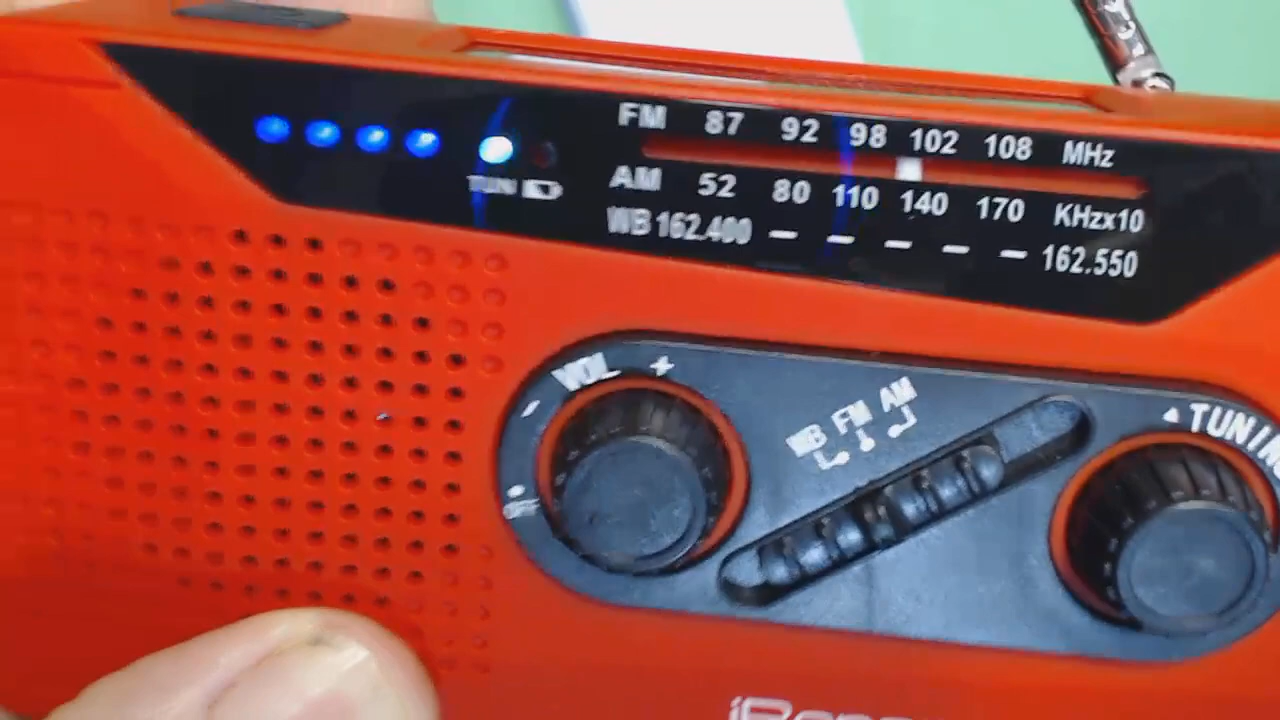 FM 87 92 98 102 108 MHz
TUN
AM 52 80 110 140 170 KHzx10
WB 162.400 – – – – – 162.550
VOL +
-
WB FM AM
OFF
TUNING